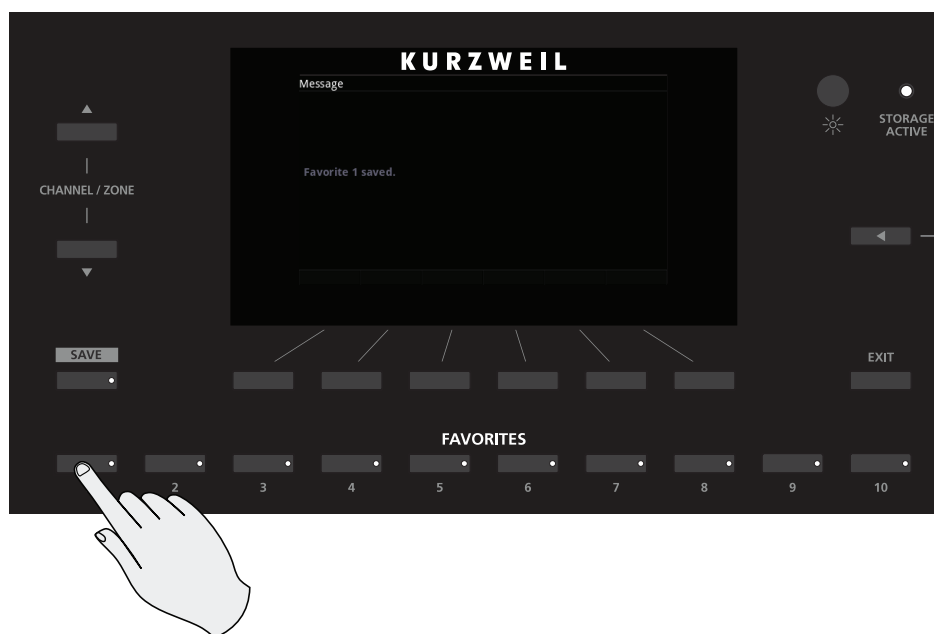 KURZWEIL
Message
STORAGE
ACTIVE
Favorite 1 saved.
CHANNEL / ZONE
SAVE
EXIT
FAVORITES
2 3 4 5 6 7 8 9 10